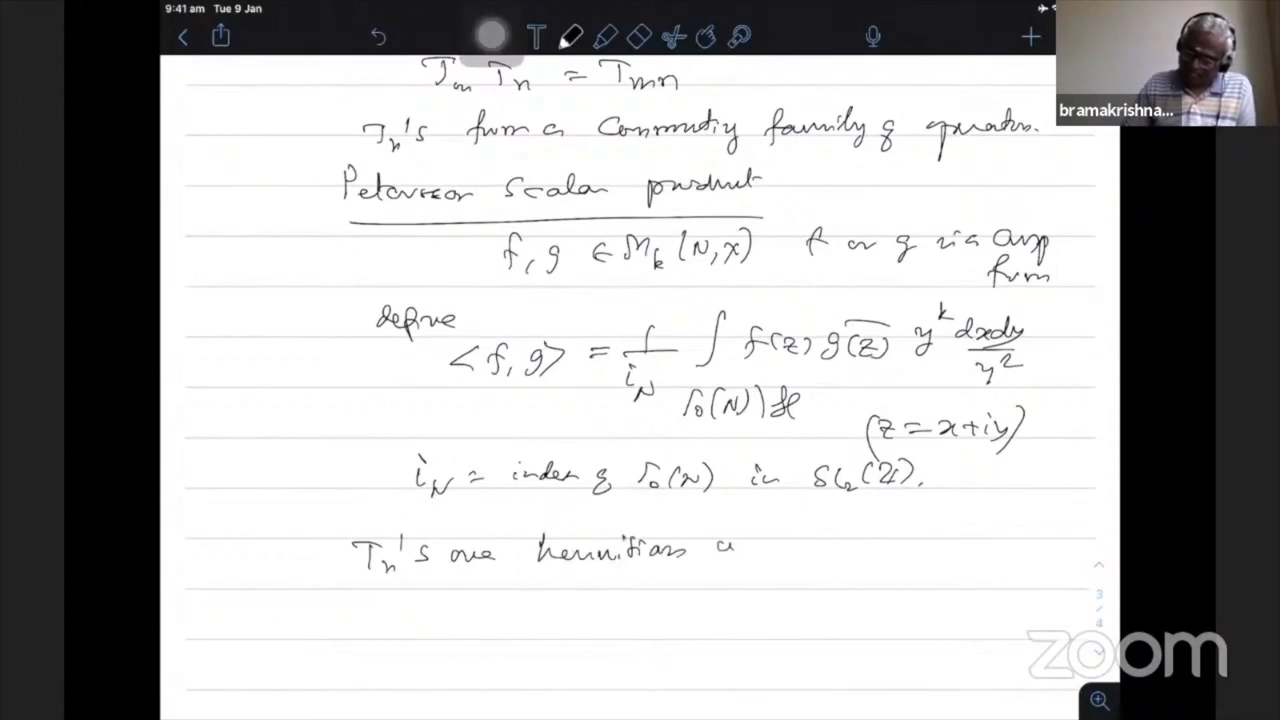 9:41 am Tue 9 Jan
T_m T_n = T_mn
T_n's form a Commuting family of operators.
Petersson Scalar product
f, g ∈ M_k (N, χ) f or g is a Cusp
form
define
<f, g> = 1/i_N ∫_{Γ_0(N)\ℋ} f(z) \overline{g(z)} y^k dxdy/y^2
(z = x+iy)
i_N = index of Γ_0(N) in SL_2(ℤ).
T_n's are hermitian
bramakrishna...
3
/
4
zoom